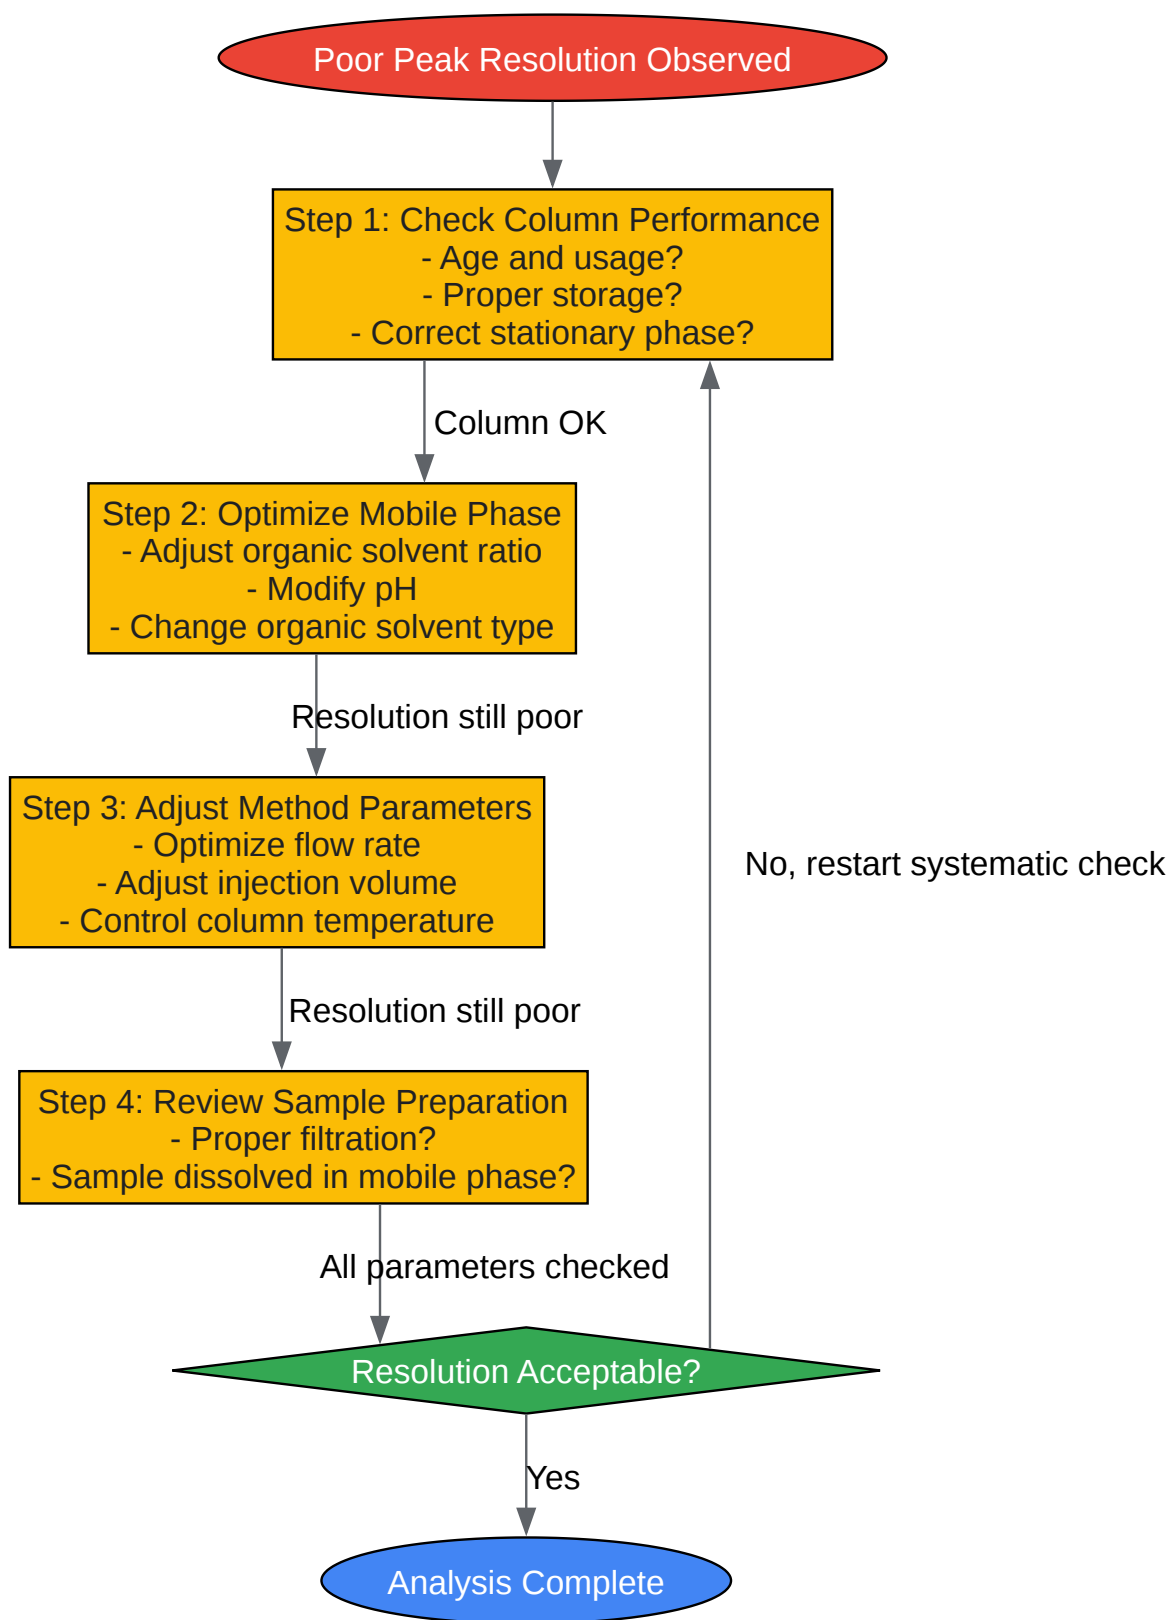 Poor Peak Resolution Observed
Step 1: Check Column Performance
- Age and usage?
- Proper storage?
- Correct stationary phase?
Column OK
Step 2: Optimize Mobile Phase
- Adjust organic solvent ratio
- Modify pH
- Change organic solvent type
Resolution still poor
Step 3: Adjust Method Parameters
- Optimize flow rate
- Adjust injection volume
- Control column temperature
No, restart systematic check
Resolution still poor
Step 4: Review Sample Preparation
- Proper filtration?
- Sample dissolved in mobile phase?
All parameters checked
Resolution Acceptable?
Yes
Analysis Complete